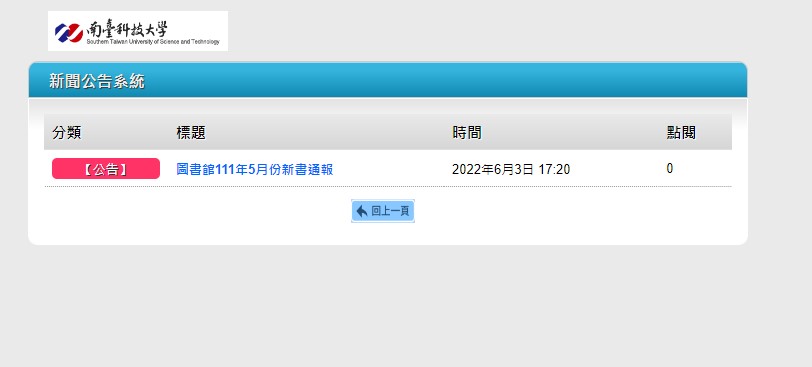 南臺科技大學
Southern Taiwan University of Science and Technology
新聞公告系統
分類 標題 時間 點閱
【公告】 圖書館111年5月份新書通報 2022年6月3日 17:20 0
回上一頁